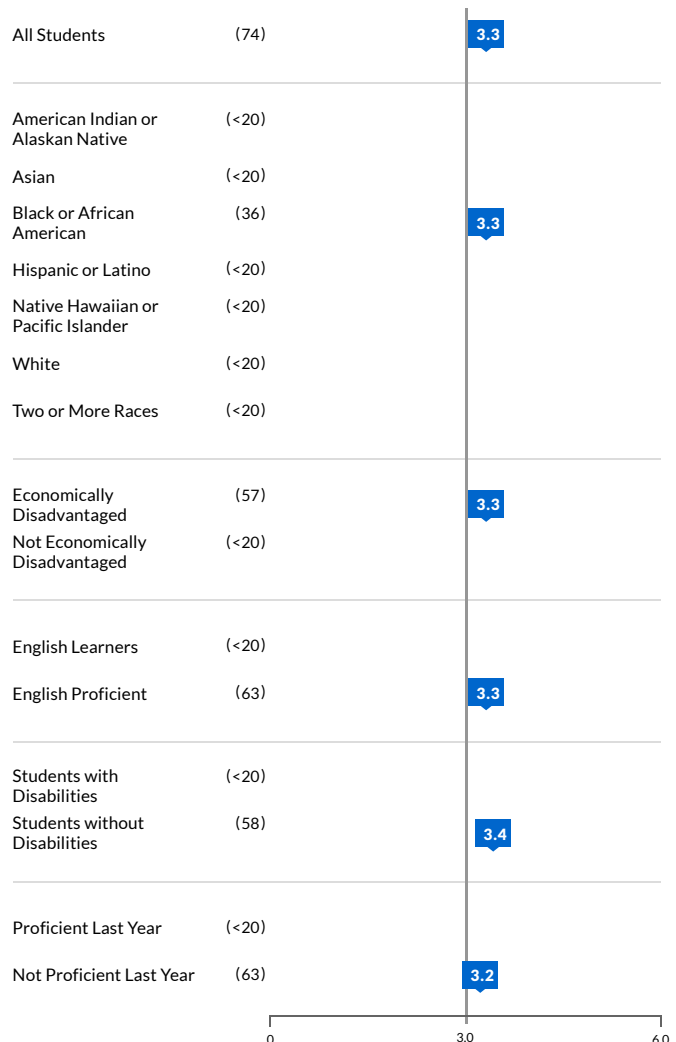 All Students (74) 3.3
American Indian or (<20)
Alaskan Native
Asian (<20)
Black or African (36) 3.3
American
Hispanic or Latino (<20)
Native Hawaiian or (<20)
Pacific Islander
White (<20)
Two or More Races (<20)
Economically (57) 3.3
Disadvantaged
Not Economically (<20)
Disadvantaged
English Learners (<20)
English Proficient (63) 3.3
Students with (<20)
Disabilities
Students without (58) 3.4
Disabilities
Proficient Last Year (<20)
Not Proficient Last Year (63) 3.2
0 3.0 6.0